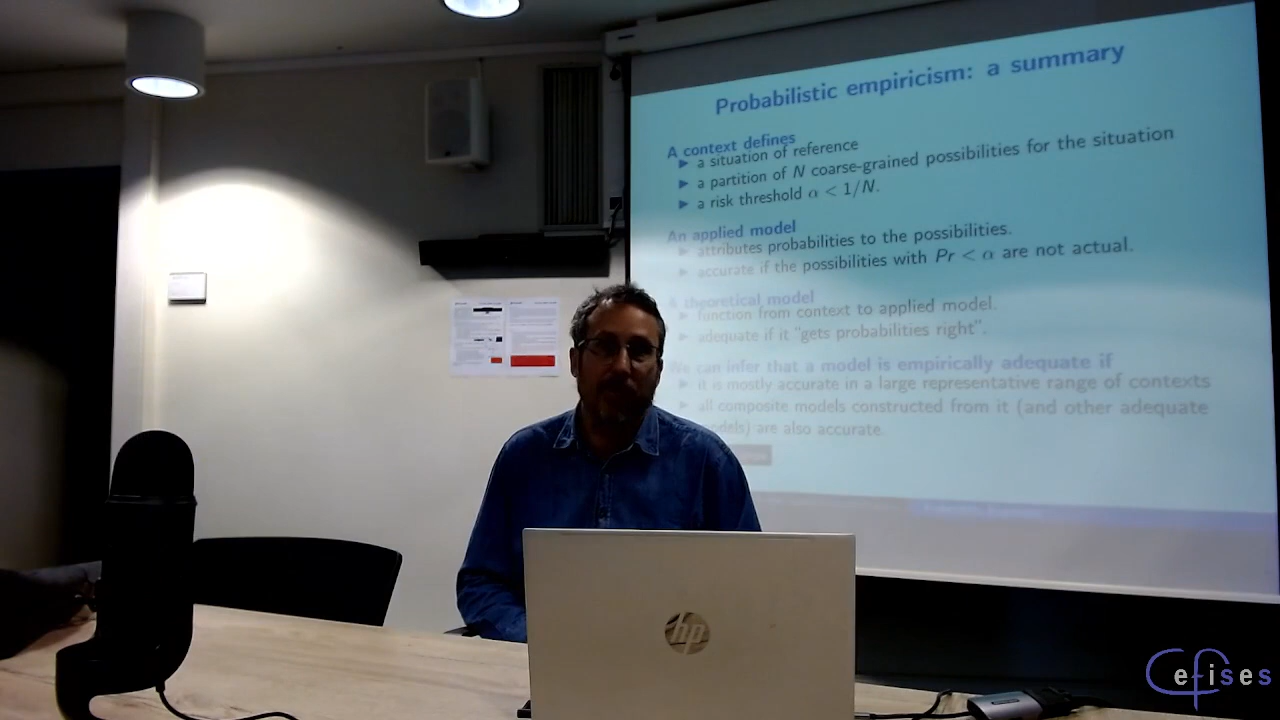 Probabilistic empiricism: a summary
A context defines
a situation of reference
a partition of N coarse-grained possibilities for the situation
a risk threshold α < 1/N.
An applied model
attributes probabilities to the possibilities.
accurate if the possibilities with Pr < α are not actual.
theoretical model
function from context to applied model.
adequate if it "gets probabilities right".
can infer that a model is empirically adequate if
it is mostly accurate in a large representative range of contexts
all composite models constructed from it (and other adequate
are also accurate.
hp
Cefises